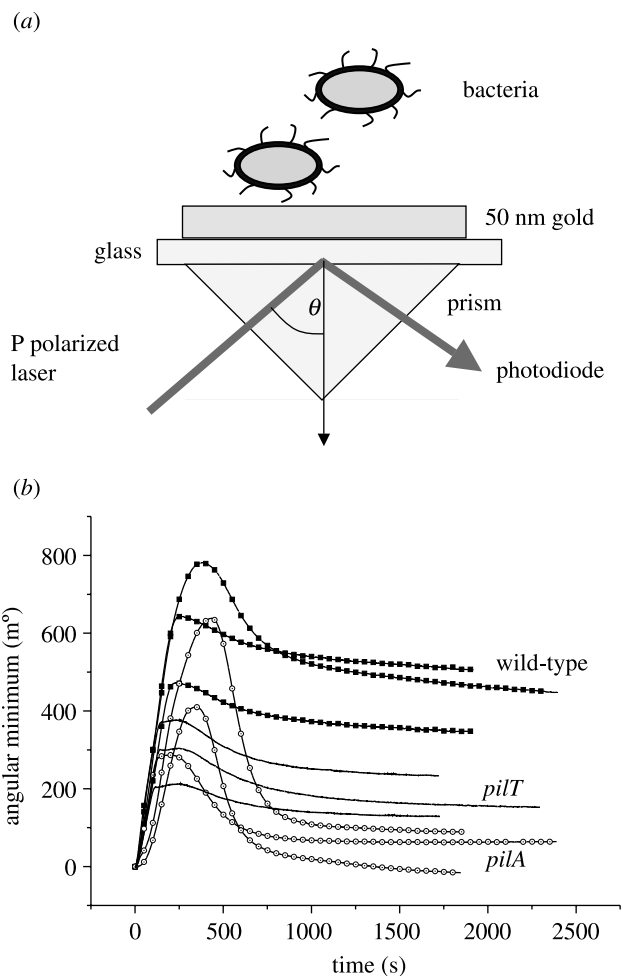 (a)
bacteria
50 nm gold
glass
θ
prism
P polarized
laser
photodiode
(b)
800
600
400
200
0
angular minimum (mº)
wild-type
pilT
pilA
0 500 1000 1500 2000 2500
time (s)